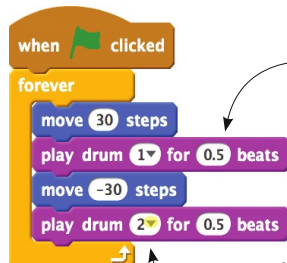 when clicked
forever
move 30 steps
play drum 1 for 0.5 beats
move -30 steps
play drum 2 for 0.5 beats